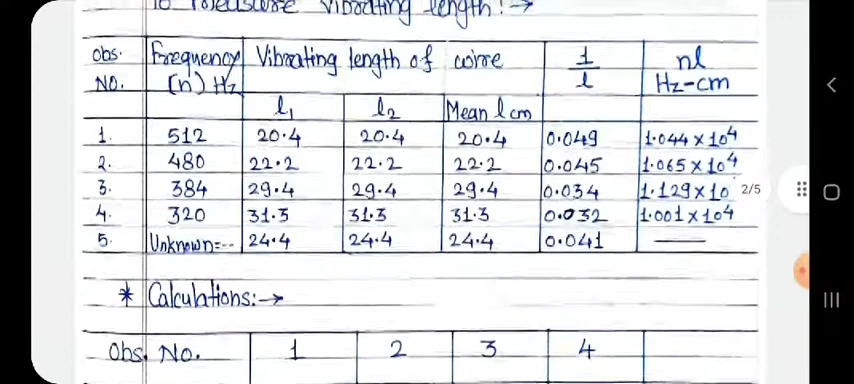 To Measure Vibrating length:→
Obs. NO. Frequency (n) Hz Vibrating length of wire 1/l nl Hz-cm
l₁ l₂ Mean l cm
1. 512 20.4 20.4 20.4 0.049 1.044 × 10⁴
2. 480 22.2 22.2 22.2 0.045 1.065 × 10⁴
3. 384 29.4 29.4 29.4 0.034 1.129 × 10
2/5
4. 320 31.3 31.3 31.3 0.032 1.001 × 10⁴
5. Unknown=-- 24.4 24.4 24.4 0.041 —
* Calculations:→
Obs. No. 1 2 3 4